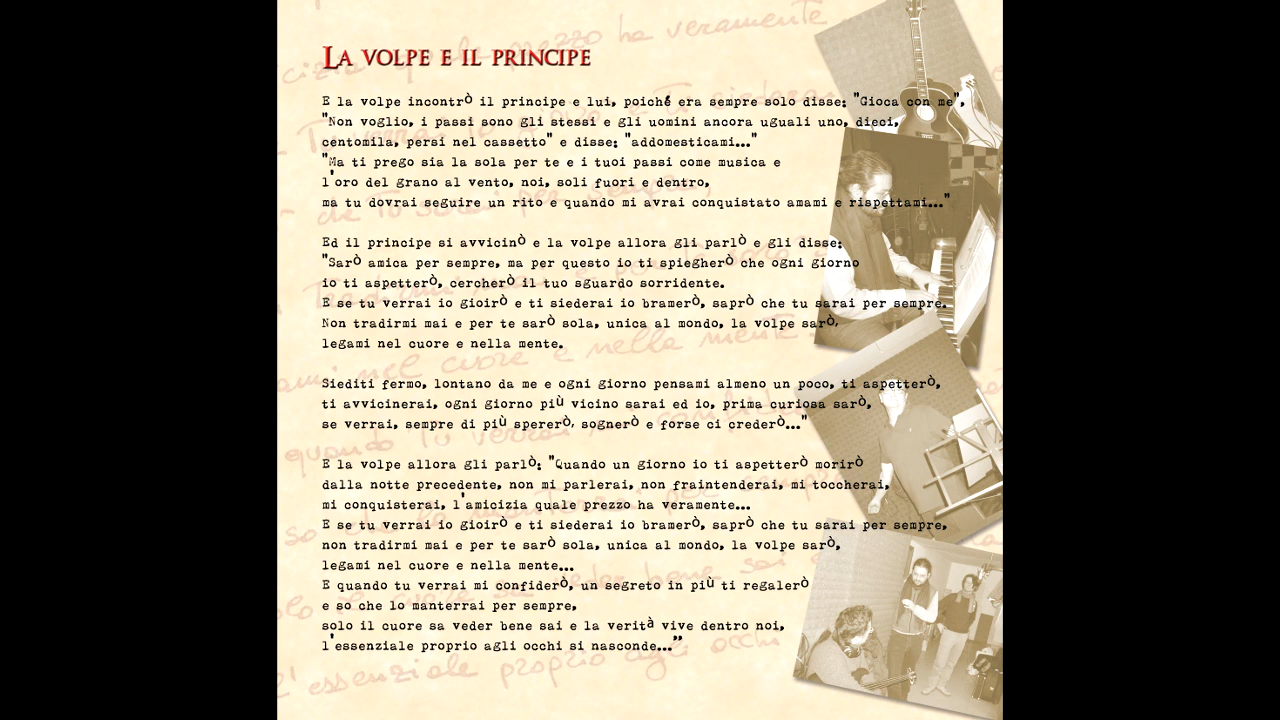 La volpe e il principe
E la volpe incontrò il principe e lui, poiché era sempre solo disse: "Gioca con me",
"Non voglio, i passi sono gli stessi e gli uomini ancora uguali uno, dieci,
centomila, persi nel cassetto" e disse: "addomesticami..."
"Ma ti prego sia la sola per te e i tuoi passi come musica e
l'oro del grano al vento, noi, soli fuori e dentro,
ma tu dovrai seguire un rito e quando mi avrai conquistato amami e rispettami..."
Ed il principe si avvicinò e la volpe allora gli parlò e gli disse:
"Sarò amica per sempre, ma per questo io ti spiegherò che ogni giorno
io ti aspetterò, cercherò il tuo sguardo sorridente.
E se tu verrai io gioirò e ti siederai io bramerò, saprò che tu sarai per sempre.
Non tradirmi mai e per te sarò sola, unica al mondo, la volpe sarò,
legami nel cuore e nella mente.
Siediti fermo, lontano da me e ogni giorno pensami almeno un poco, ti aspetterò,
ti avvicinerai, ogni giorno più vicino sarai ed io, prima curiosa sarò,
se verrai, sempre di più spererò, sognerò e forse ci crederò..."
E la volpe allora gli parlò: "Quando un giorno io ti aspetterò morirò
dalla notte precedente, non mi parlerai, non fraintenderai, mi toccherai,
mi conquisterai, l'amicizia quale prezzo ha veramente...
E se tu verrai io gioirò e ti siederai io bramerò, saprò che tu sarai per sempre,
non tradirmi mai e per te sarò sola, unica al mondo, la volpe sarò,
legami nel cuore e nella mente...
E quando tu verrai mi confiderò, un segreto in più ti regalerò
e so che lo manterrai per sempre,
solo il cuore sa veder bene sai e la verità vive dentro noi,
l'essenziale proprio agli occhi si nasconde..."